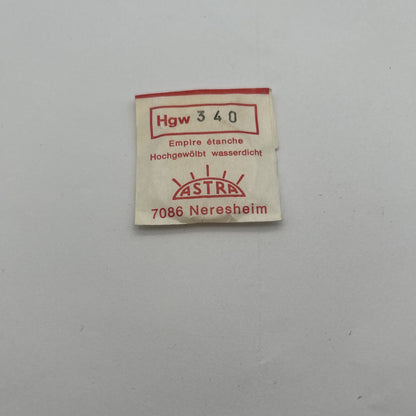 Hgw 340
Empire étanche
Hochgewölbt wasserdicht
ASTRA
7086 Neresheim